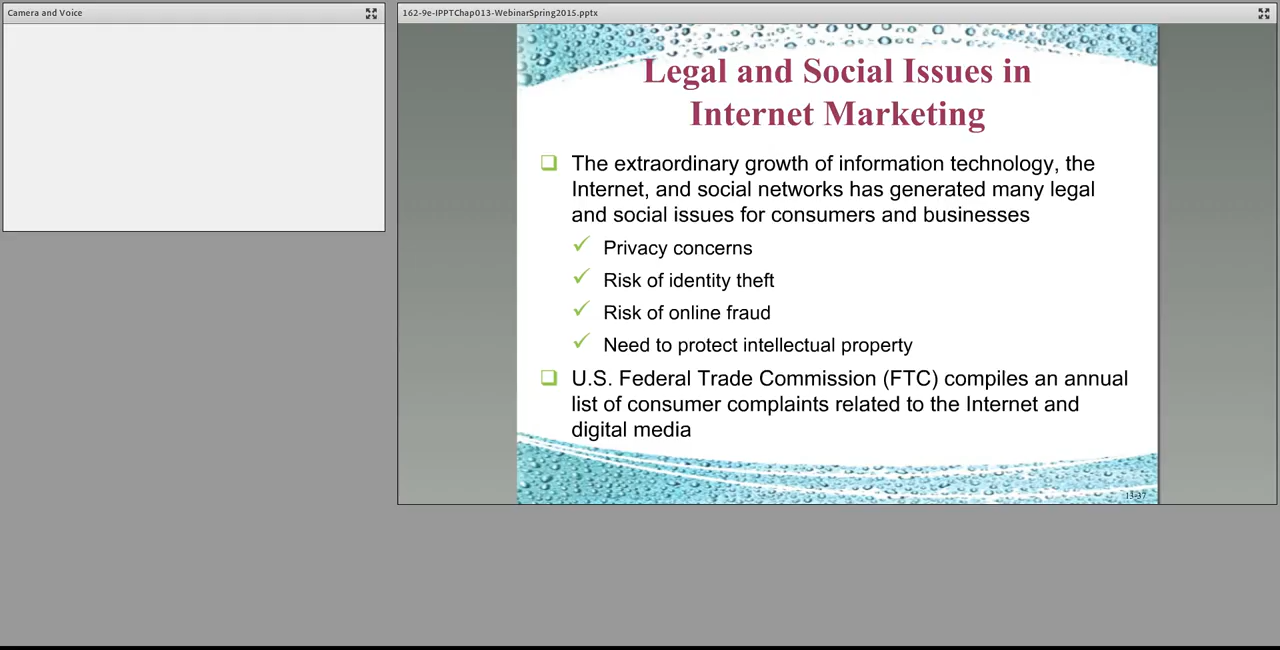 Camera and Voice
162-9e-IPPTChap013-WebinarSpring2015.pptx
Legal and Social Issues in
Internet Marketing
The extraordinary growth of information technology, the
Internet, and social networks has generated many legal
and social issues for consumers and businesses
Privacy concerns
Risk of identity theft
Risk of online fraud
Need to protect intellectual property
U.S. Federal Trade Commission (FTC) compiles an annual
list of consumer complaints related to the Internet and
digital media
13-37